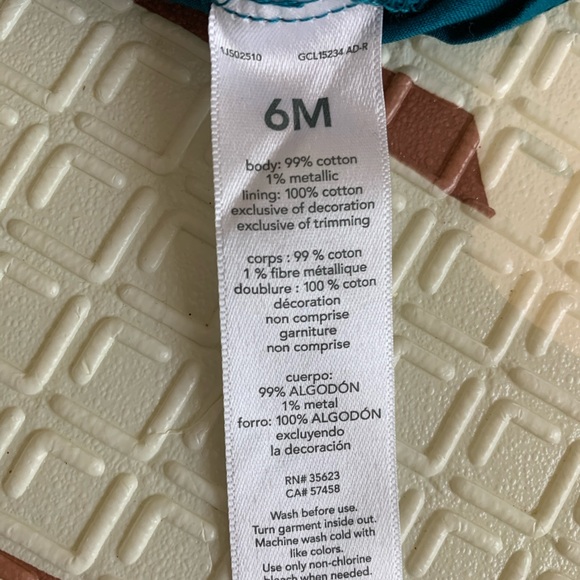 1J502510 GCL15234 AD-R
6M
body: 99% cotton
1% metallic
lining: 100% cotton
exclusive of decoration
exclusive of trimming
corps : 99 % coton
1 % fibre métallique
doublure : 100 % coton
décoration
non comprise
garniture
non comprise
cuerpo:
99% ALGODÓN
1% metal
forro: 100% ALGODÓN
excluyendo
la decoración
RN# 35623
CA# 57458
Wash before use.
Turn garment inside out.
Machine wash cold with
like colors.
Use only non-chlorine
bleach when needed.